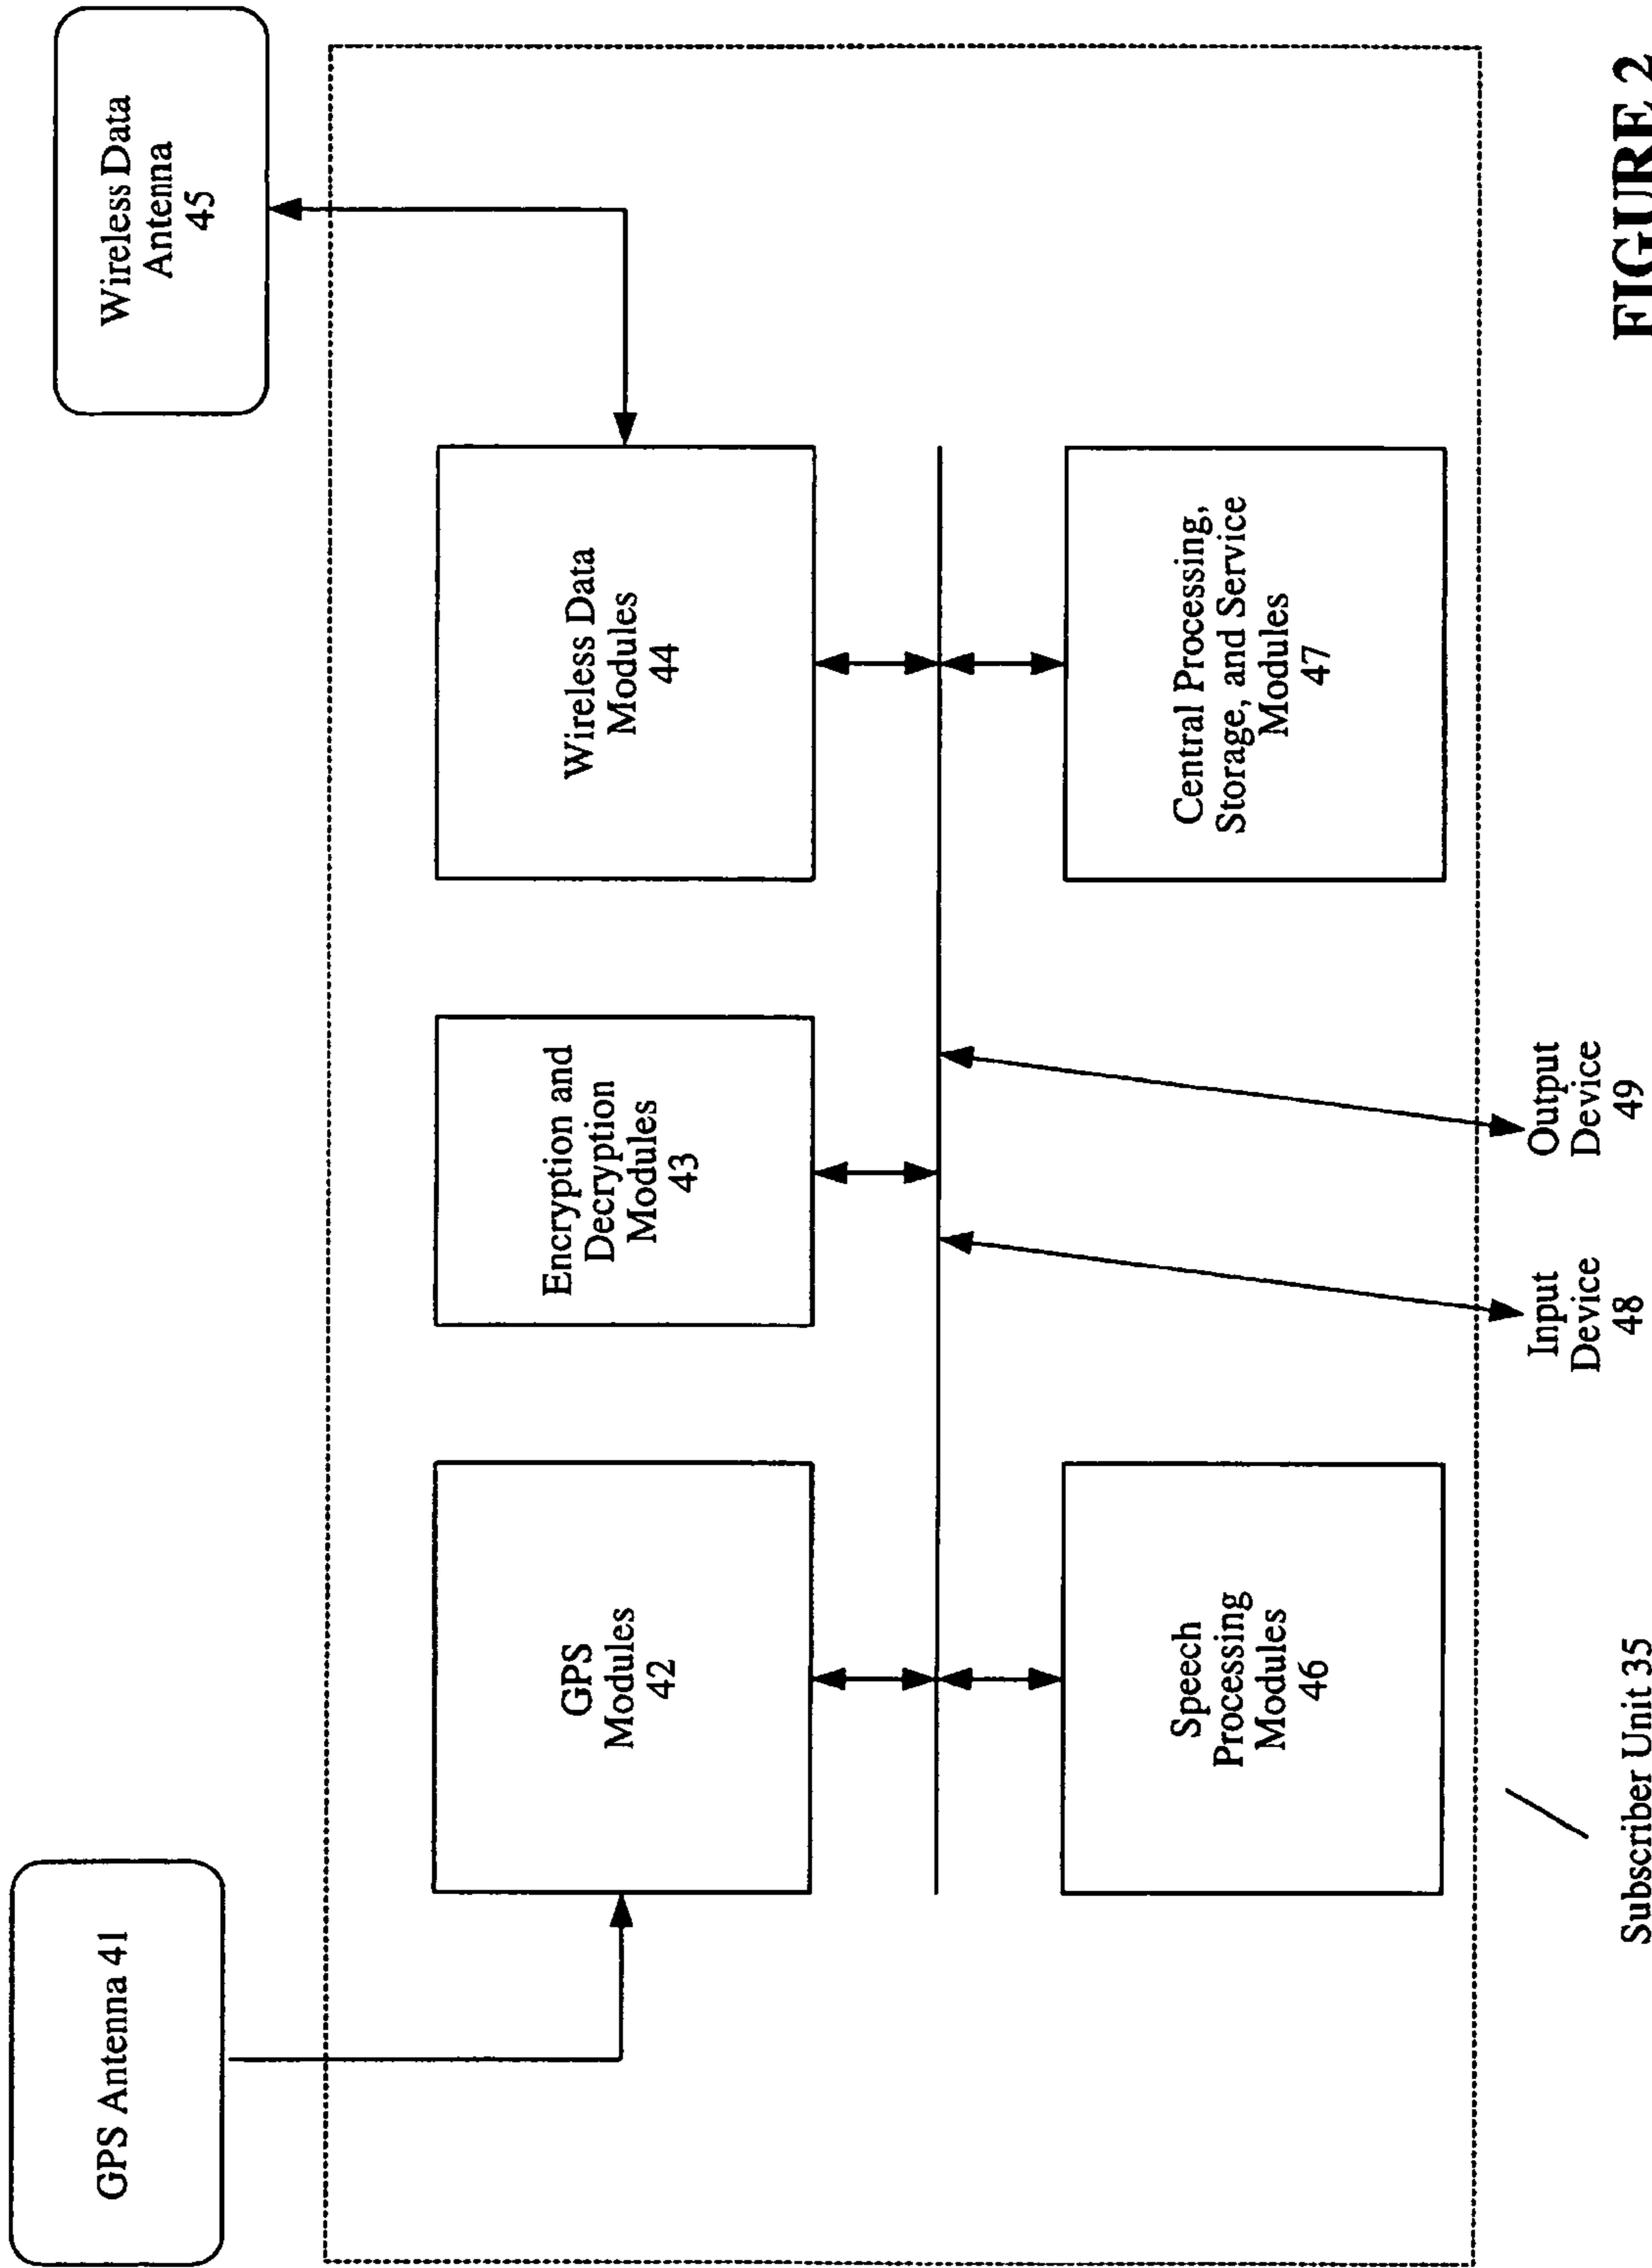 GPS Antenna 41
Wireless Data
Antenna
45
GPS
Modules
42
Encryption and
Decryption
Modules
43
Wireless Data
Modules
44
Speech
Processing
Modules
46
Central Processing,
Storage, and Service
Modules
47
Input
Device
48
Output
Device
49
Subscriber Unit 35
FIGURE 2